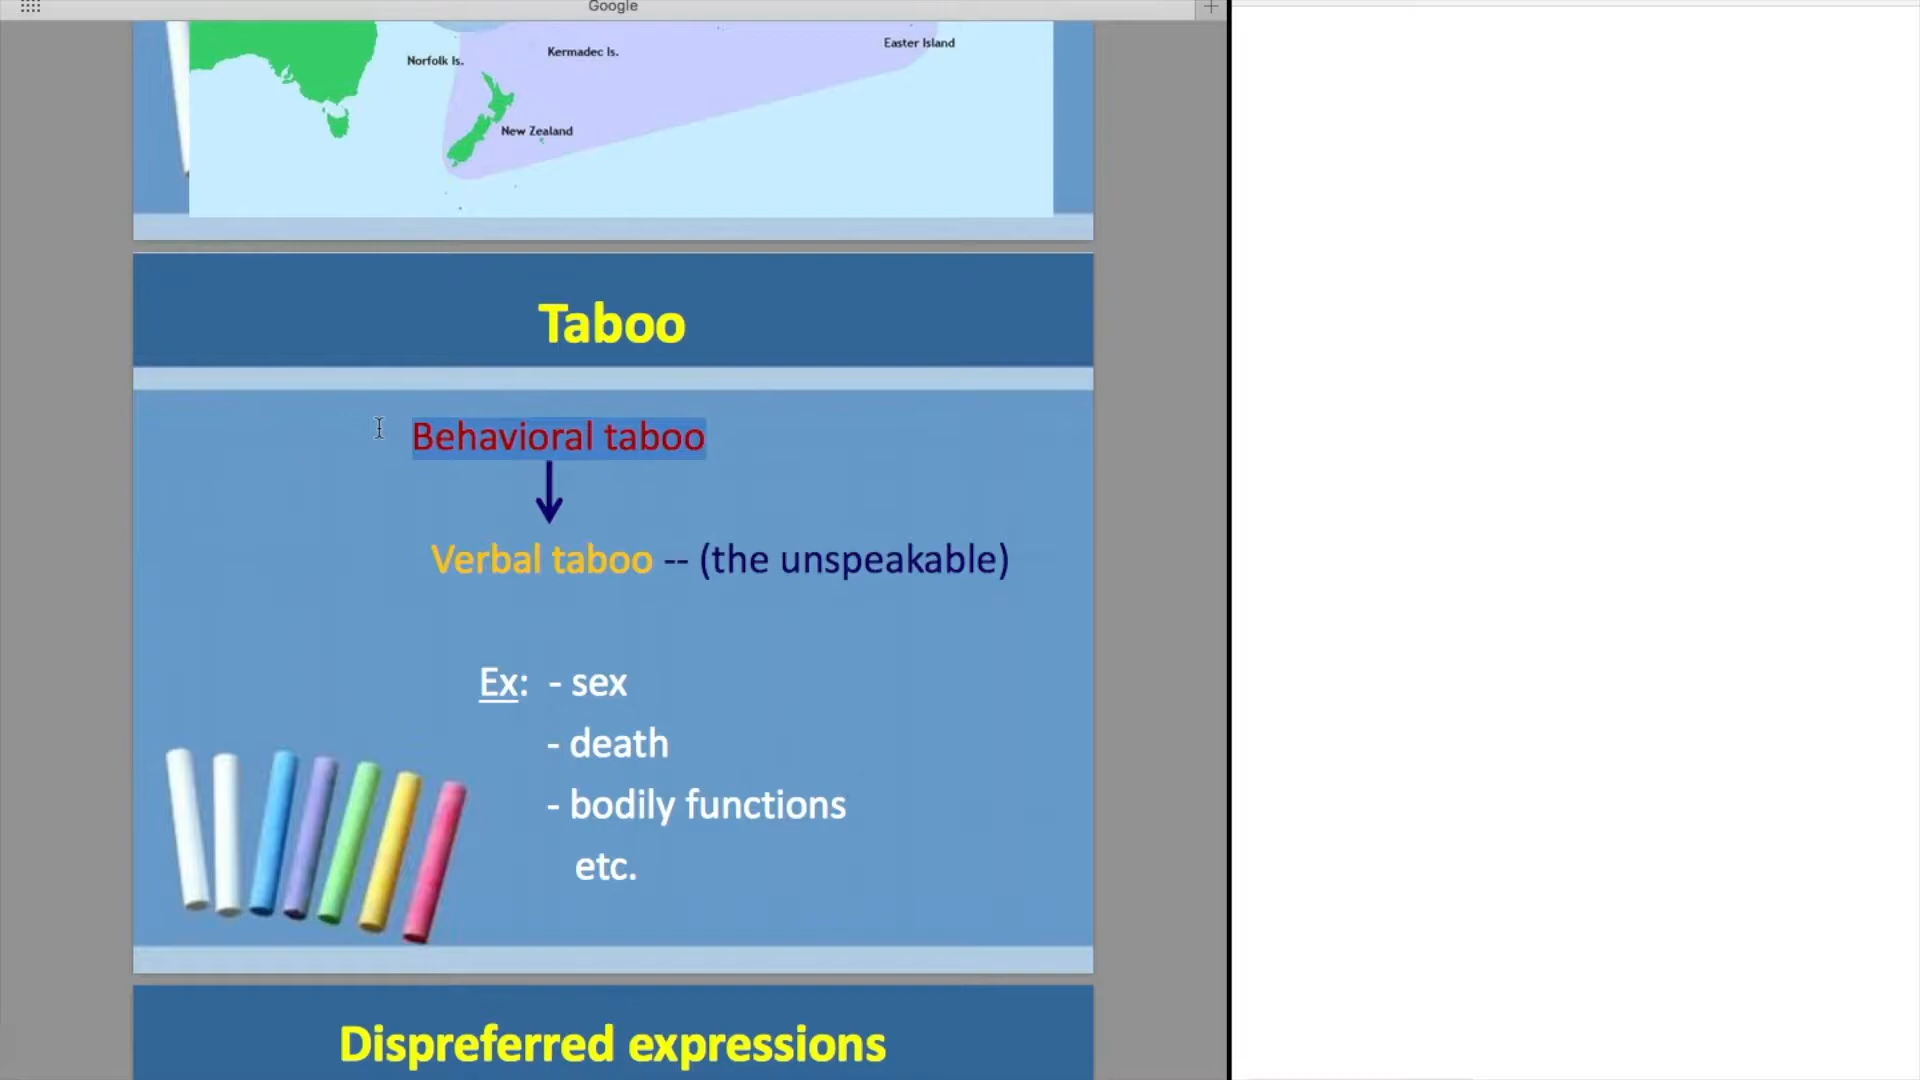 Google
Norfolk Is.
Kermadec Is.
Easter Island
New Zealand
Taboo
Behavioral taboo
Verbal taboo -- (the unspeakable)
Ex: - sex
- death
- bodily functions
etc.
Dispreferred expressions